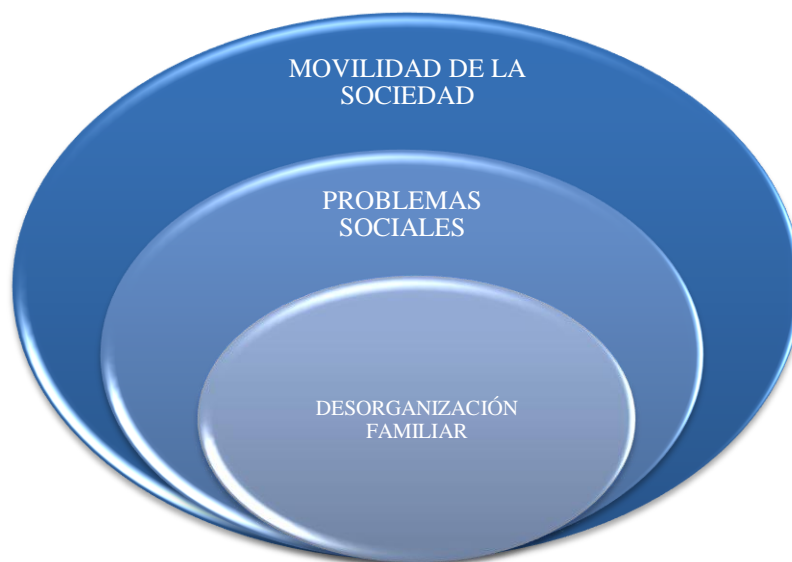 MOVILIDAD DE LA
SOCIEDAD
PROBLEMAS
SOCIALES
DESORGANIZACIÓN
FAMILIAR